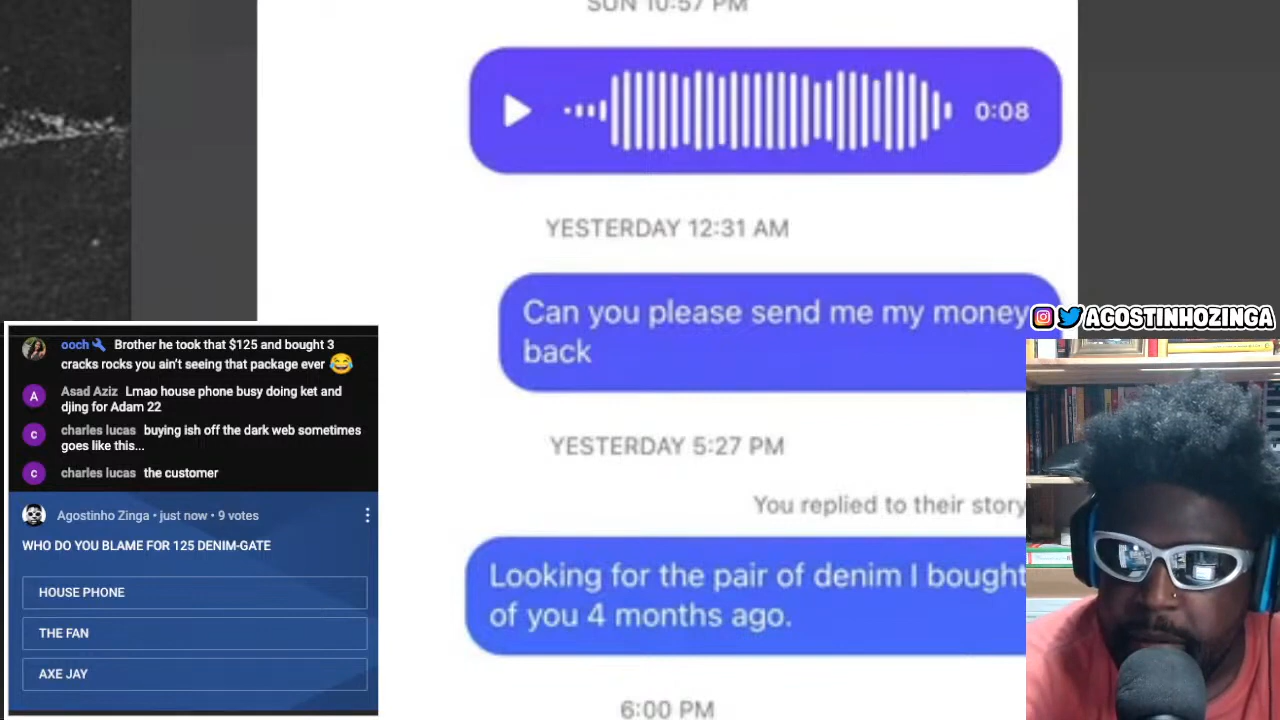 SUN 10:57 PM
0:08
YESTERDAY 12:31 AM
Can you please send me my money
back
YESTERDAY 5:27 PM
You replied to their story
Looking for the pair of denim I bought
of you 4 months ago.
6:00 PM
ooch🔧 Brother he took that $125 and bought 3
cracks rocks you ain't seeing that package ever 😂
A
Asad Aziz Lmao house phone busy doing ket and
djing for Adam 22
c
charles lucas buying ish off the dark web sometimes
goes like this...
c
charles lucas the customer
Agostinho Zinga • just now • 9 votes
WHO DO YOU BLAME FOR 125 DENIM-GATE
HOUSE PHONE
THE FAN
AXE JAY
AGOSTINHOZINGA